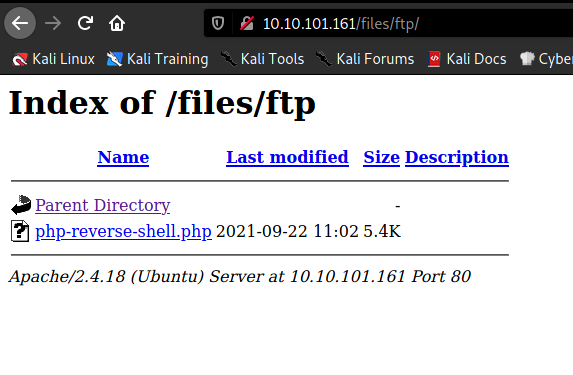 10.10.101.161/files/ftp/
Kali Linux Kali Training Kali Tools Kali Forums Kali Docs Cybe
Index of /files/ftp
Name Last modified Size Description
Parent Directory -
php-reverse-shell.php 2021-09-22 11:02 5.4K
Apache/2.4.18 (Ubuntu) Server at 10.10.101.161 Port 80